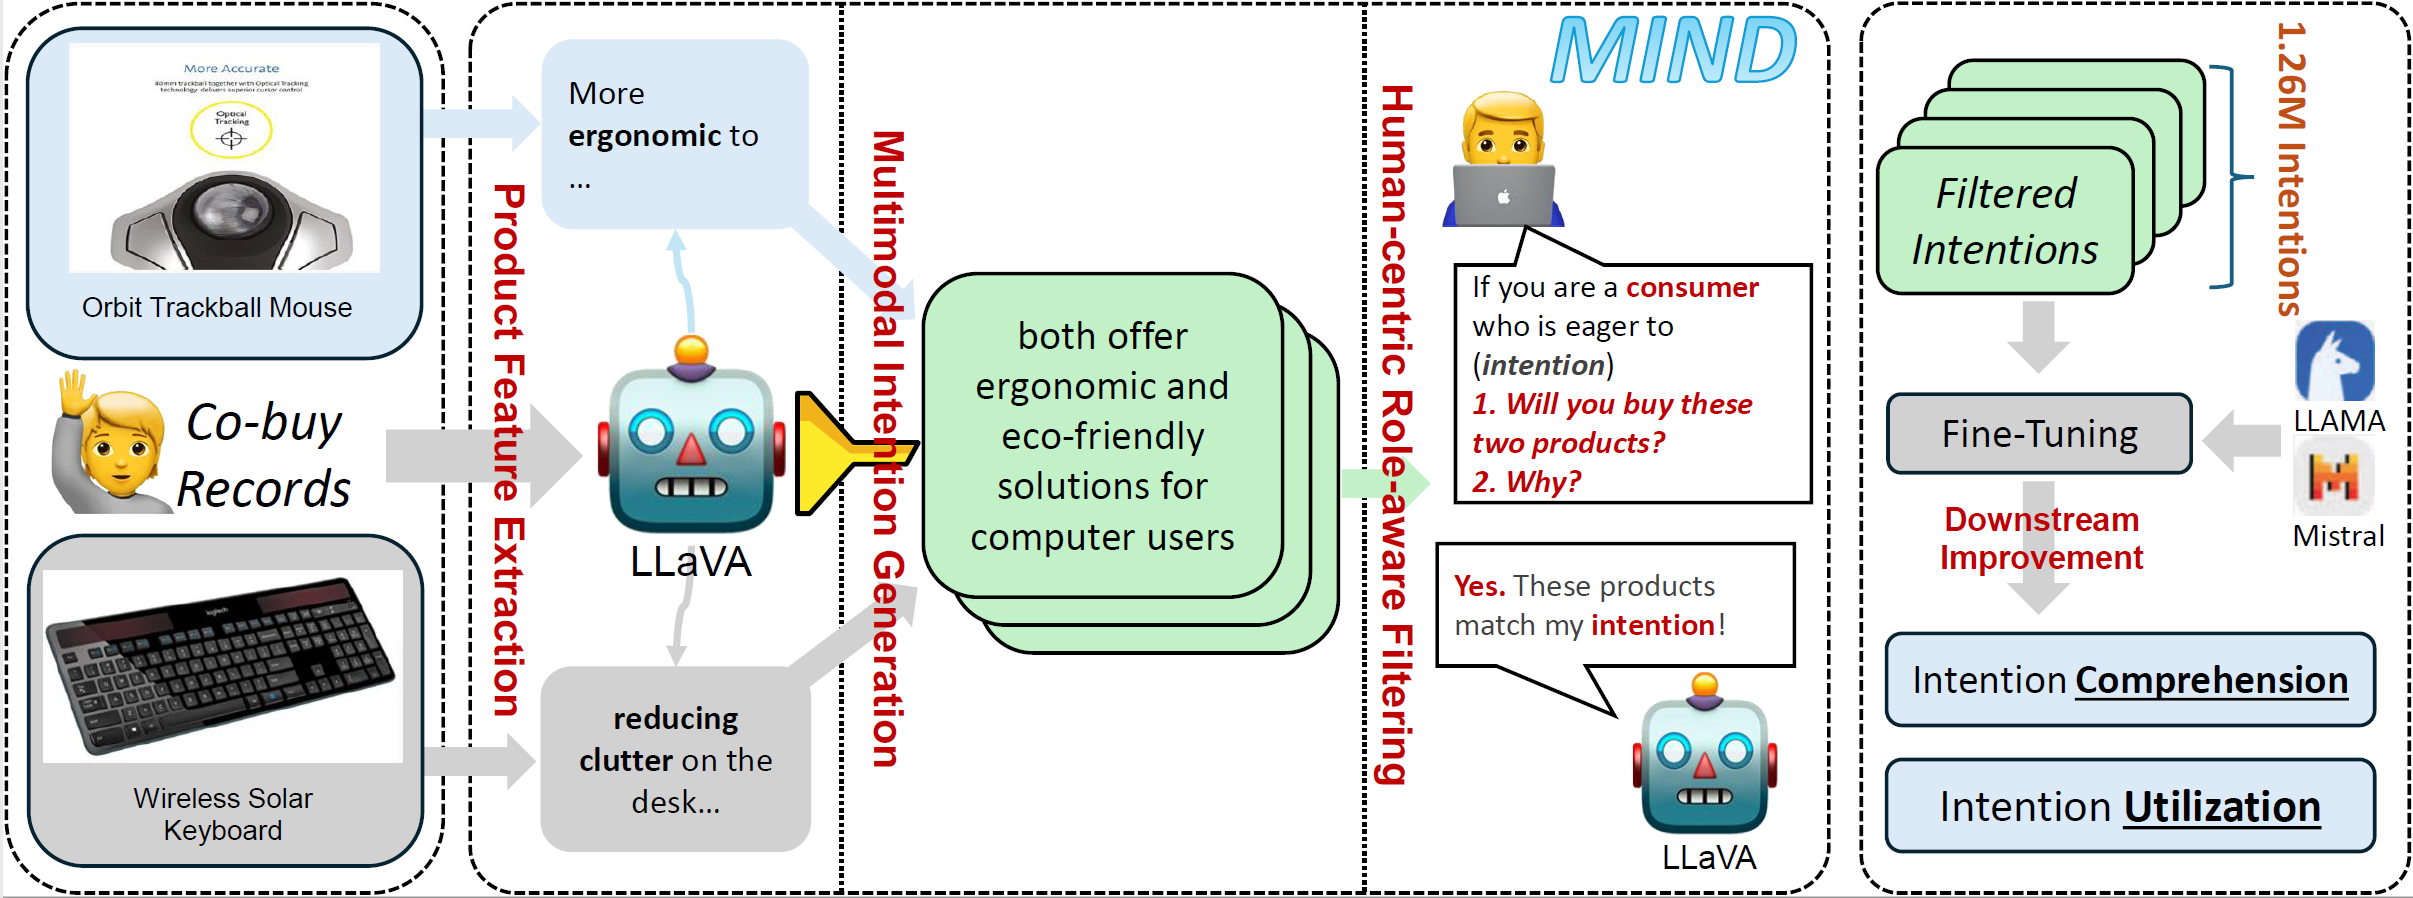 More Accurate
40mm trackball together with Optical Tracking
technology delivers superior cursor control
Optical
Tracking
Orbit Trackball Mouse
Co-buy
Records
logitech
Wireless Solar
Keyboard
Product Feature Extraction
More
ergonomic to
...
LLaVA
reducing
clutter on the
desk...
Multimodal Intention Generation
both offer
ergonomic and
eco-friendly
solutions for
computer users
Human-centric Role-aware Filtering
MIND
If you are a consumer
who is eager to
(intention)
1. Will you buy these
two products?
2. Why?
Yes. These products
match my intention!
LLaVA
Filtered
Intentions
1.26M Intentions
LLAMA
Mistral
Fine-Tuning
Downstream
Improvement
Intention Comprehension
Intention Utilization